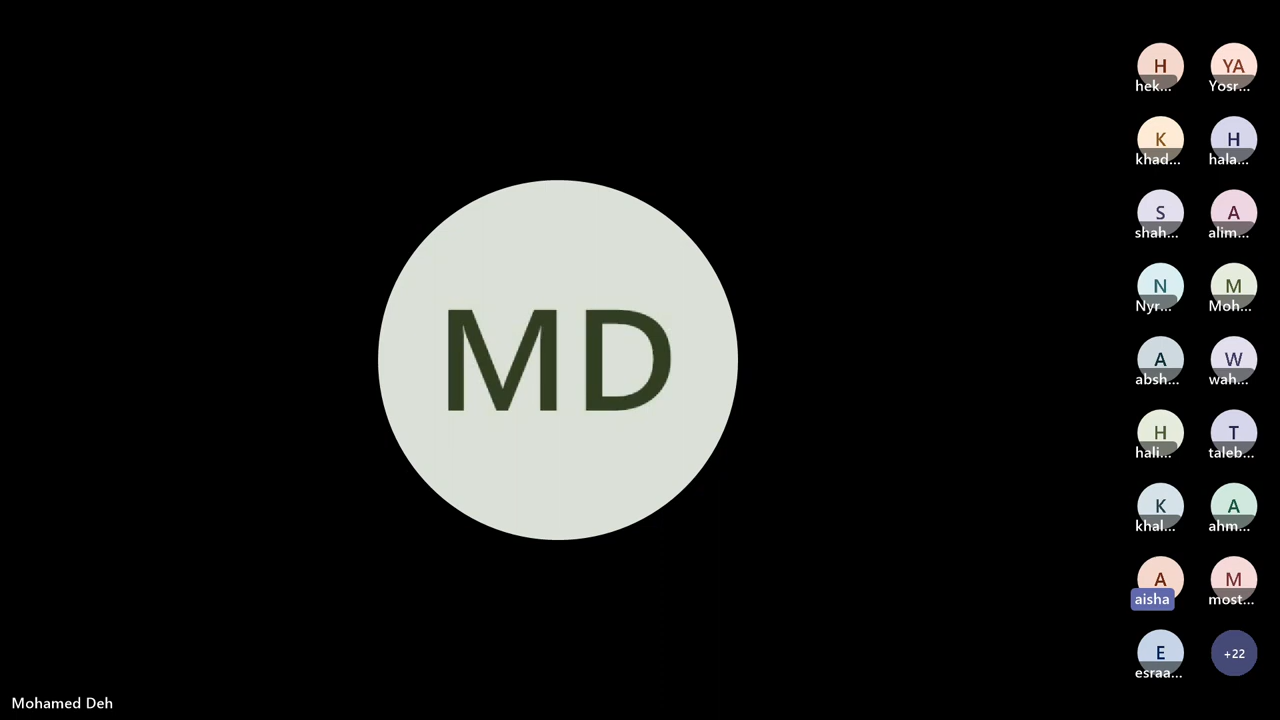 H YA
hek... Yosr...
K H
khad... hala...
S A
shah... alim...
N M
Nyr... Moh...
MD
A W
absh... wah...
H T
hali... taleb...
K A
khal... ahm...
A M
aisha most...
E +22
esraa...
Mohamed Deh